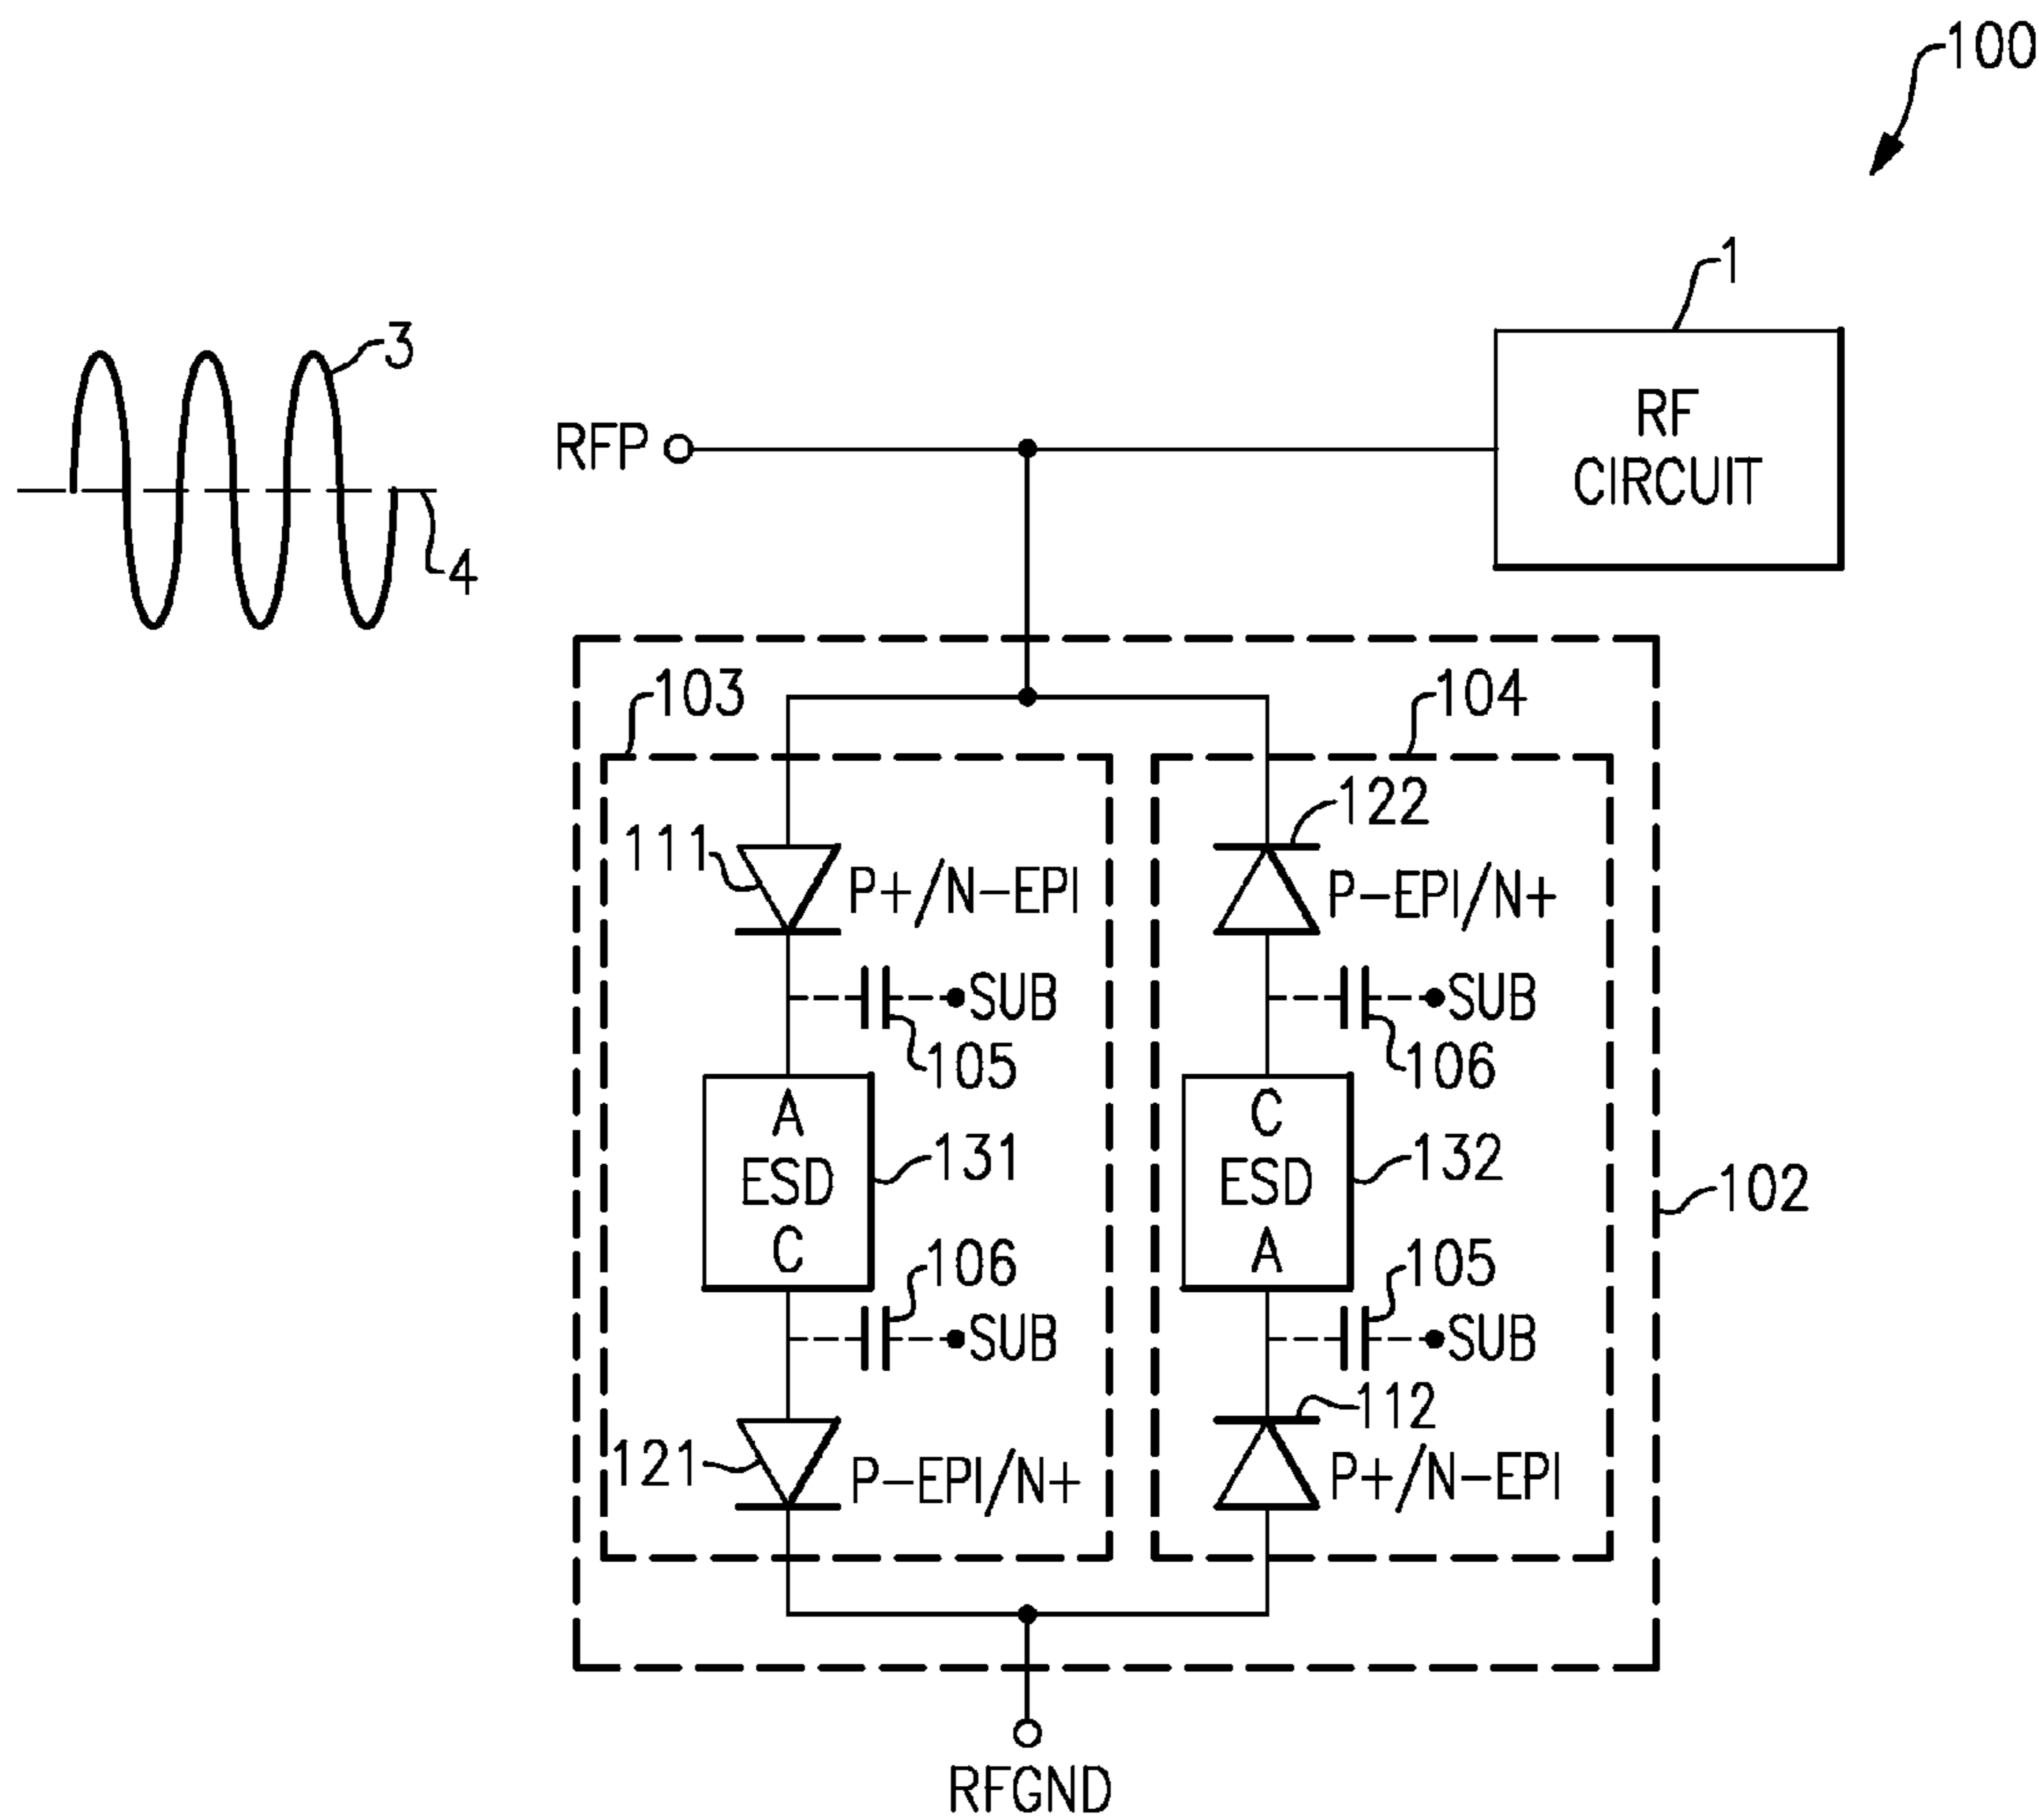 100
1
3
RF
CIRCUIT
RFP
4
103
104
122
111
P+/N-EPI
P-EPI/N+
SUB
SUB
105
106
A
ESD
C
131
C
ESD
A
132
102
106
105
SUB
SUB
112
121
P-EPI/N+
P+/N-EPI
RFGND